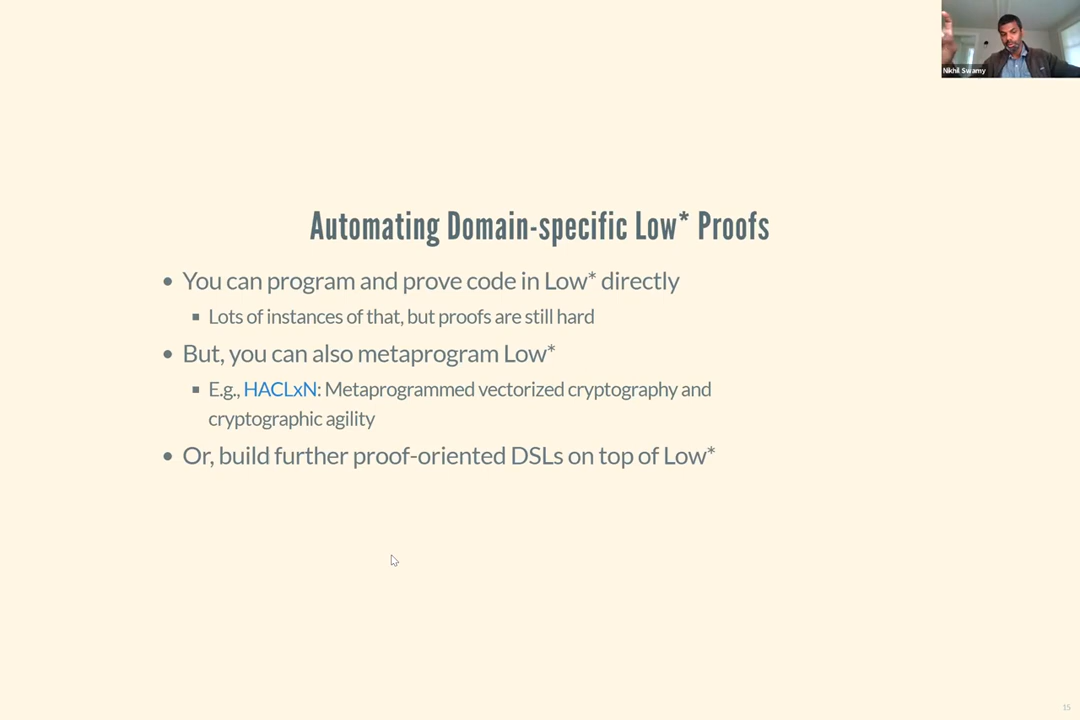 Nikhil Swamy
Automating Domain-specific Low* Proofs
• You can program and prove code in Low* directly
▪ Lots of instances of that, but proofs are still hard
• But, you can also metaprogram Low*
▪ E.g., HACLxN: Metaprogrammed vectorized cryptography and
cryptographic agility
• Or, build further proof-oriented DSLs on top of Low*
15